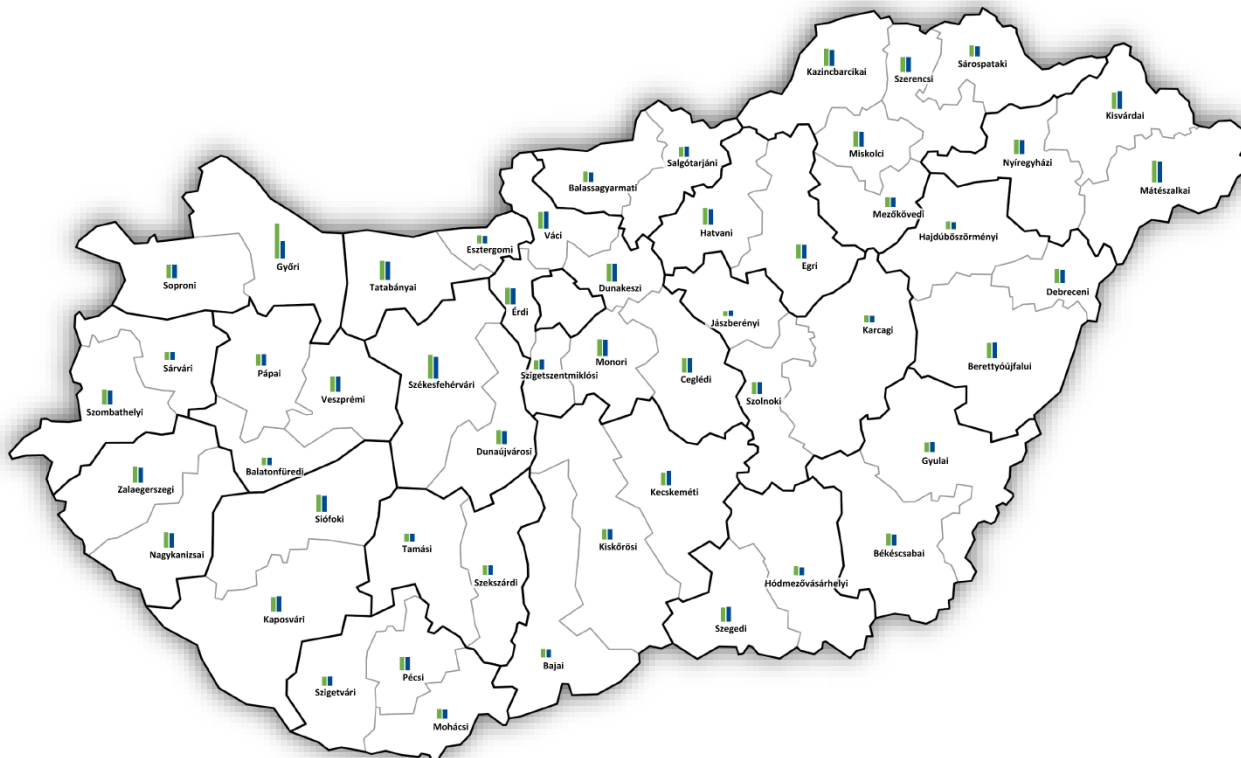 Kazincbarcikai
Szerencsi
Sárospataki
Kisvárdai
Nyíregyházi
Miskolci
Salgótarjáni
Balassagyarmati
Mátészalkai
Mezőkövedi
Hajdúböszörményi
Hatvani
Váci
Esztergomi
Egri
Győri
Soproni
Tatabányai
Dunakeszi
Debreceni
Érdi
Jászberényi
Karcagi
Monori
Sárvári
Pápai
Székesfehérvári
Szigetszentmiklósi
Ceglédi
Berettyóújfalui
Veszprémi
Szolnoki
Szombathelyi
Dunaújvárosi
Gyulai
Balatonfüredi
Zalaegerszegi
Kecskeméti
Siófoki
Tamási
Kiskőrösi
Nagykanizsai
Békéscsabai
Szekszárdi
Hódmezővásárhelyi
Kaposvári
Szegedi
Bajai
Pécsi
Szigetvári
Mohácsi